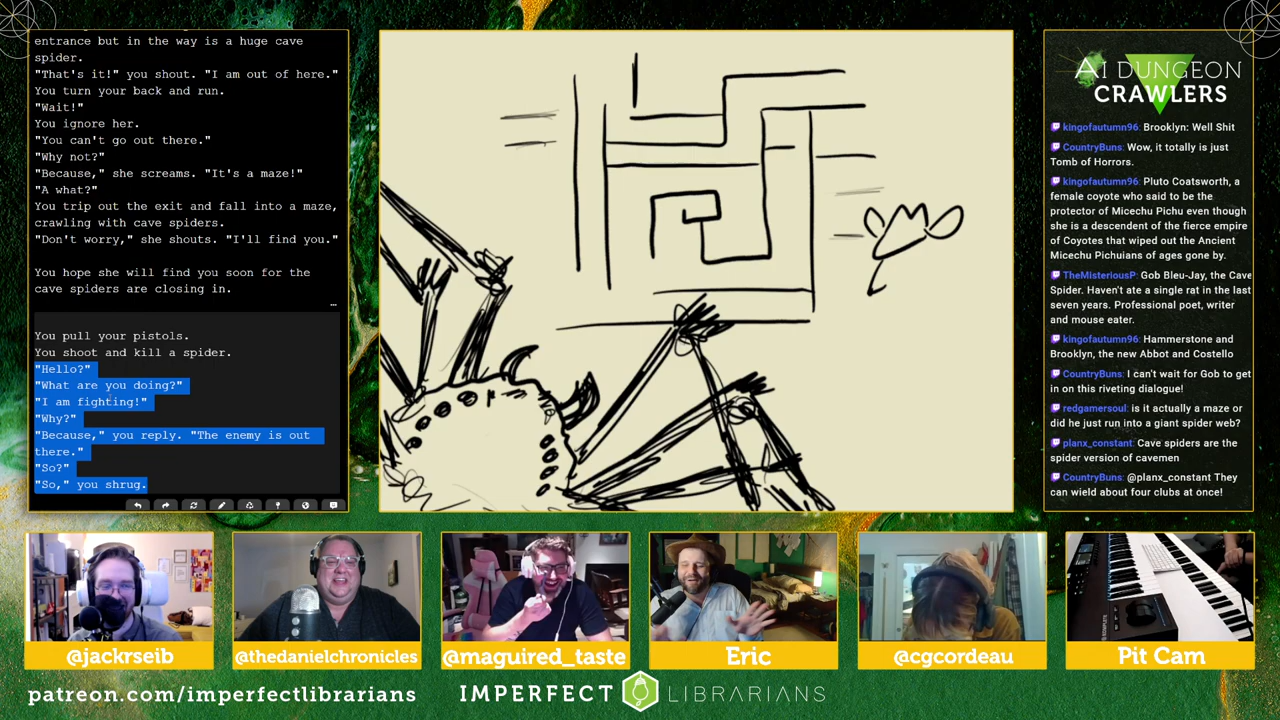 entrance but in the way is a huge cave
spider.
"That's it!" you shout. "I am out of here."
You turn your back and run.
"Wait!"
You ignore her.
"You can't go out there."
"Why not?"
"Because," she screams. "It's a maze!"
"A what?"
You trip out the exit and fall into a maze,
crawling with cave spiders.
"Don't worry," she shouts. "I'll find you."
You hope she will find you soon for the
cave spiders are closing in.
…
You pull your pistols.
You shoot and kill a spider.
"Hello?"
"What are you doing?"
"I am fighting!"
"Why?"
"Because," you reply. "The enemy is out
there."
"So?"
"So," you shrug.
AI DUNGEON
CRAWLERS
kingofautumn96: Brooklyn: Well Shit
CountryBuns: Wow, it totally is just
Tomb of Horrors.
kingofautumn96: Pluto Coatsworth, a
female coyote who said to be the
protector of Micechu Pichu even though
she is a descendent of the fierce empire
of Coyotes that wiped out the Ancient
Micechu Pichuians of ages gone by.
TheMisteriousP: Gob Bleu-Jay, the Cave
Spider. Haven't ate a single rat in the last
seven years. Professional poet, writer
and mouse eater.
kingofautumn96: Hammerstone and
Brooklyn, the new Abbot and Costello
CountryBuns: I can't wait for Gob to get
in on this riveting dialogue!
redgamersoul: is it actually a maze or
did he just run into a giant spider web?
planx_constant: Cave spiders are the
spider version of cavemen
CountryBuns: @planx_constant They
can wield about four clubs at once!
@jackrseib
@thedanielchronicles
@maguired_taste
Eric
@cgcordeau
Pit Cam
patreon.com/imperfectlibrarians
IMPERFECT LIBRARIANS